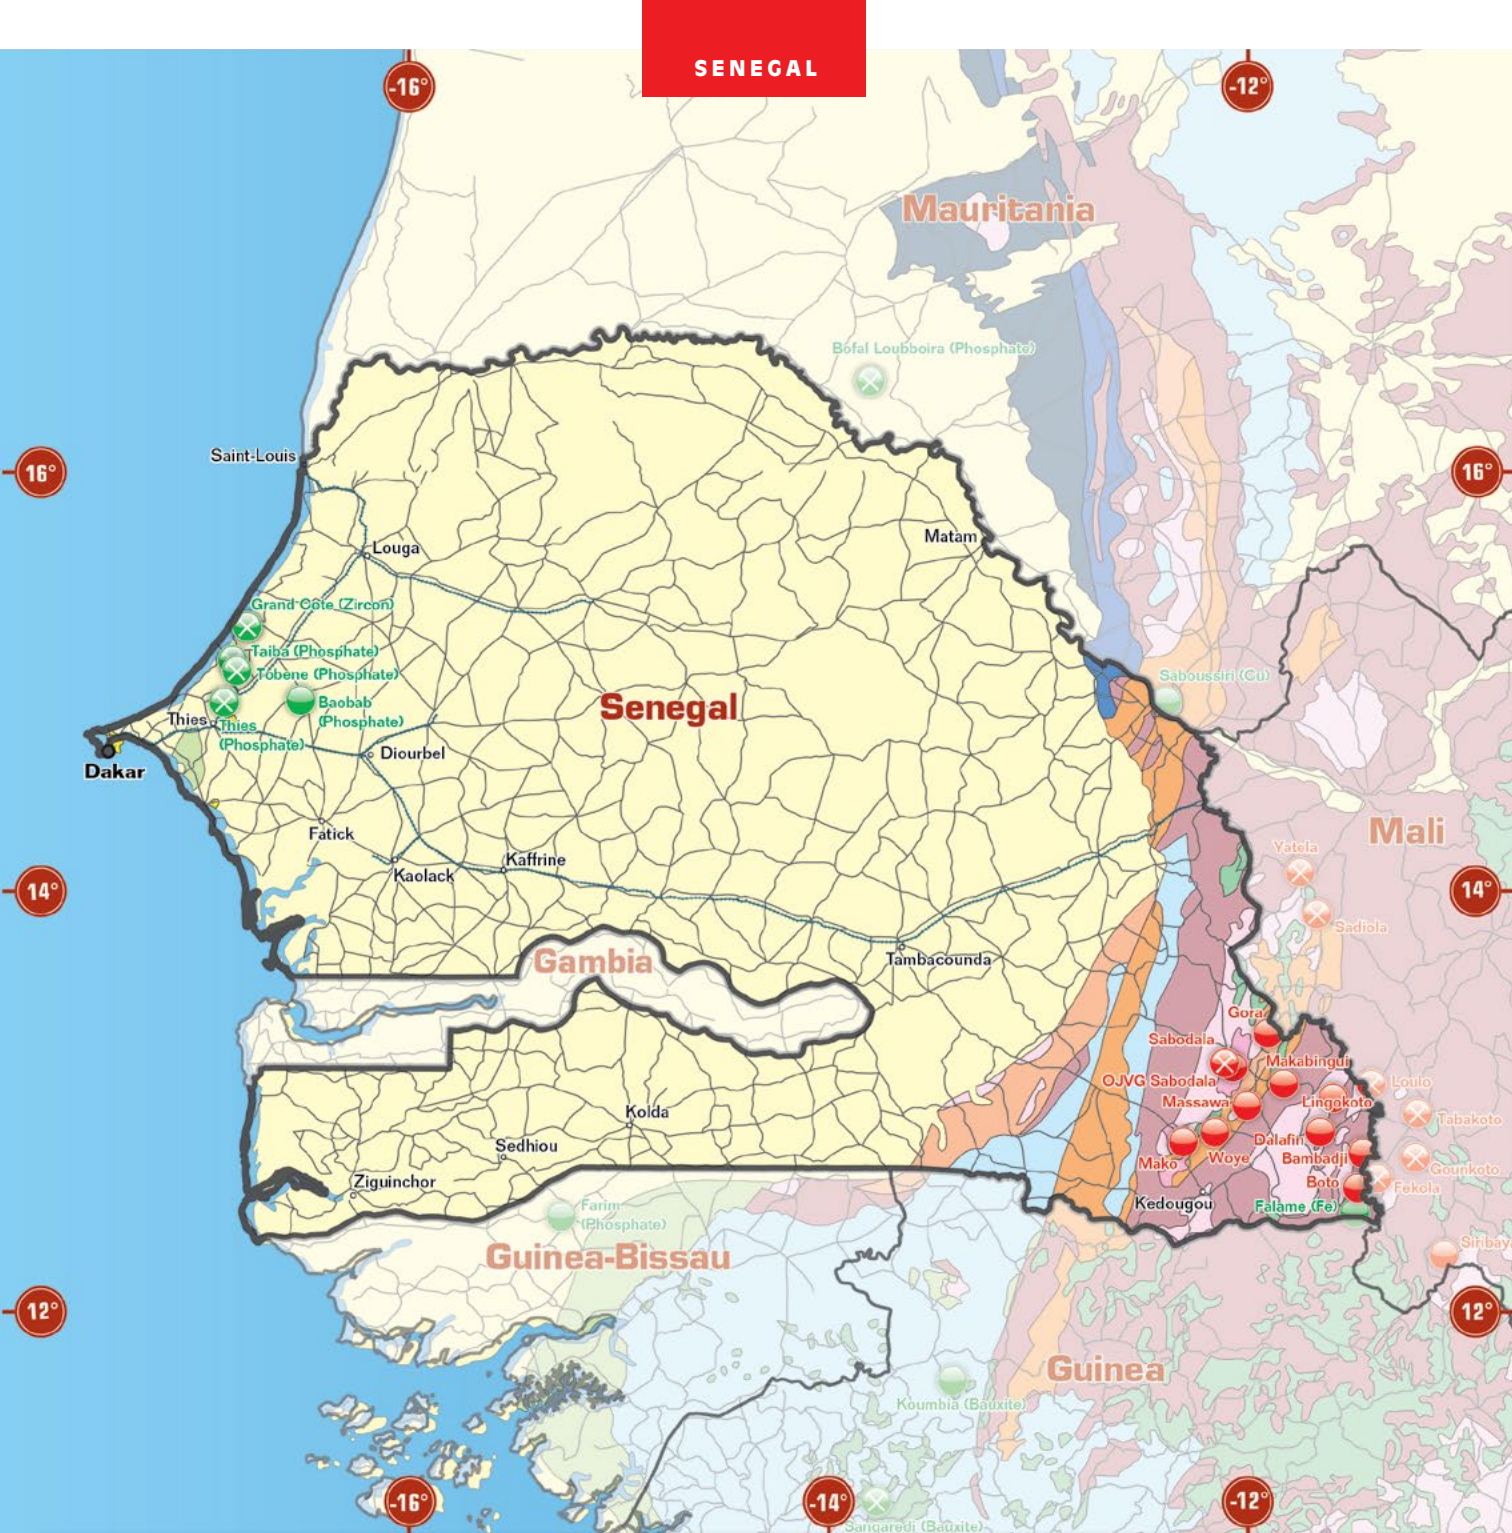 SENEGAL
-16°
-12°
Mauritania
Bofal Loubboira (Phosphate)
Saint-Louis
16°
16°
Matam
Louga
Grand Côte (Zircon)
Taiba (Phosphate)
Tobene (Phosphate)
Saboussiri (Cu)
Baobab
(Phosphate)
Senegal
Thies
Thies
(Phosphate)
Diourbel
Dakar
Fatick
Mali
Kaffrine
Yatela
Kaolack
14°
14°
Sadiola
Gambia
Tambacounda
Gora
Sabodala
Makabingui
OJVG Sabodala
Loulo
Massawa
Lingokoto
Kolda
Tabakoto
Dalafin
Sedhiou
Mako
Woye
Bambadji
Gounkoto
Ziguinchor
Boto
Fekola
Kedougou
Falame (Fe)
Farim
(Phosphate)
Siribay
Guinea-Bissau
12°
12°
Guinea
Koumbia (Bauxite)
-16°
-14°
-12°
Sangaredi (Bauxite)